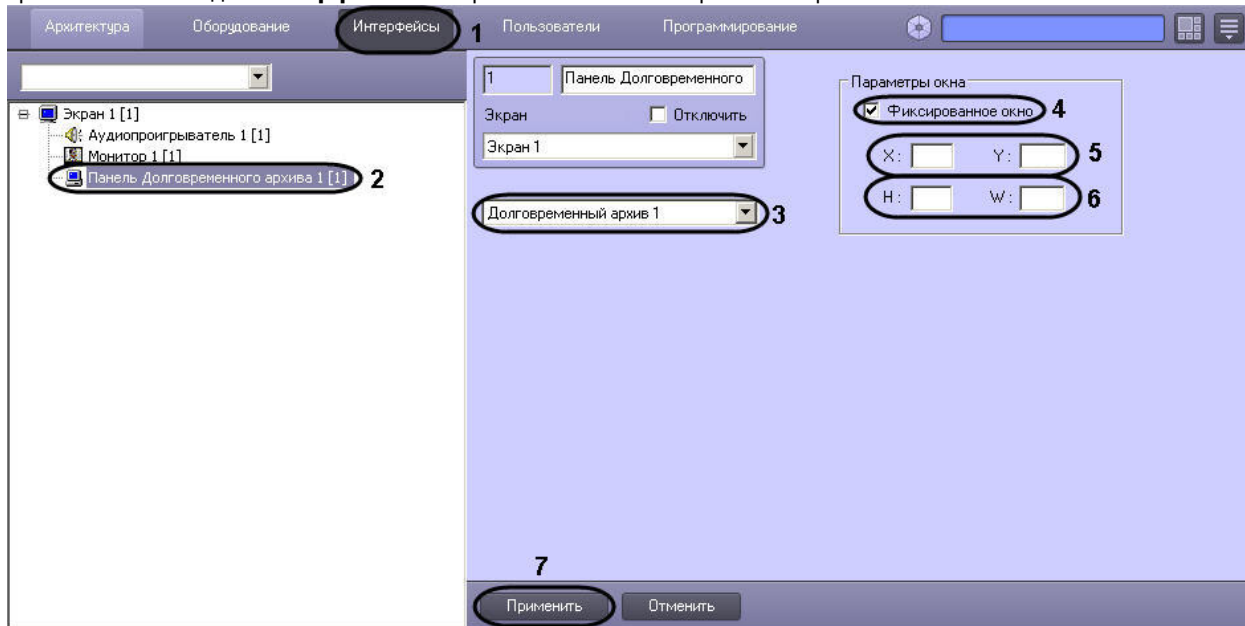 Архитектура Оборудование Интерфейсы 1 Пользователи Программирование
1 Панель Долговременного
Экран Отключить
Экран 1
Параметры окна
Фиксированное окно 4
X: Y: 5
H: W: 6
Экран 1 [1]
Аудиопроигрыватель 1 [1]
Монитор 1 [1]
Панель Долговременного архива 1 [1] 2
Долговременный архив 1 3
7
Применить Отменить